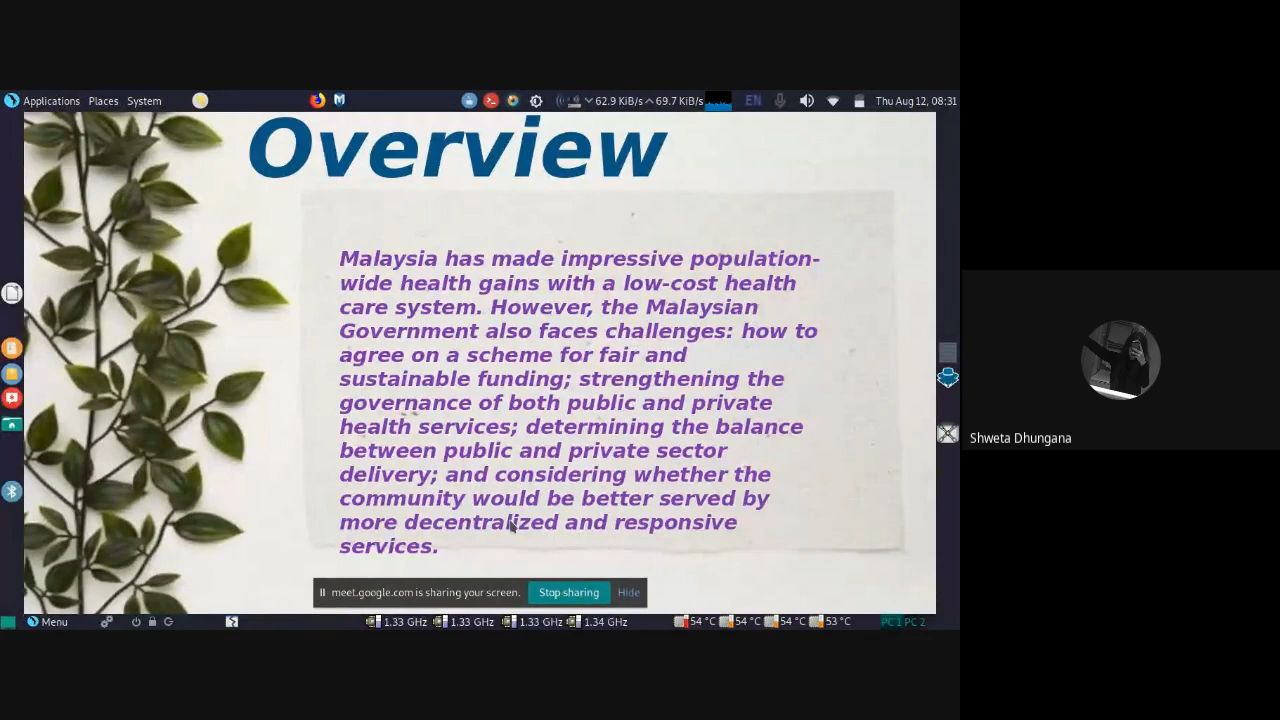 Applications Places System
62.9 KiB/s 69.7 KiB/s EN Thu Aug 12, 08:31
Overview
Malaysia has made impressive population-
wide health gains with a low-cost health
care system. However, the Malaysian
Government also faces challenges: how to
agree on a scheme for fair and
sustainable funding; strengthening the
governance of both public and private
health services; determining the balance
between public and private sector
delivery; and considering whether the
community would be better served by
more decentralized and responsive
services.
Shweta Dhungana
meet.google.com is sharing your screen. Stop sharing Hide
Menu 1.33 GHz 1.33 GHz 1.33 GHz 1.34 GHz 54 °C 54 °C 54 °C 53 °C PC 1 PC 2